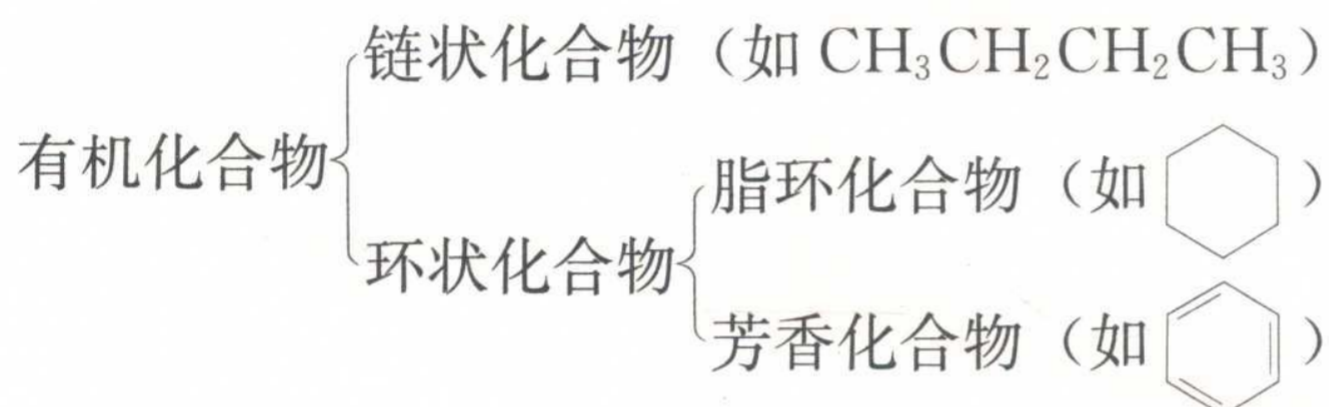 链状化合物（如 CH₃CH₂CH₂CH₃）
有机化合物
脂环化合物（如 ）
环状化合物
芳香化合物（如 ）